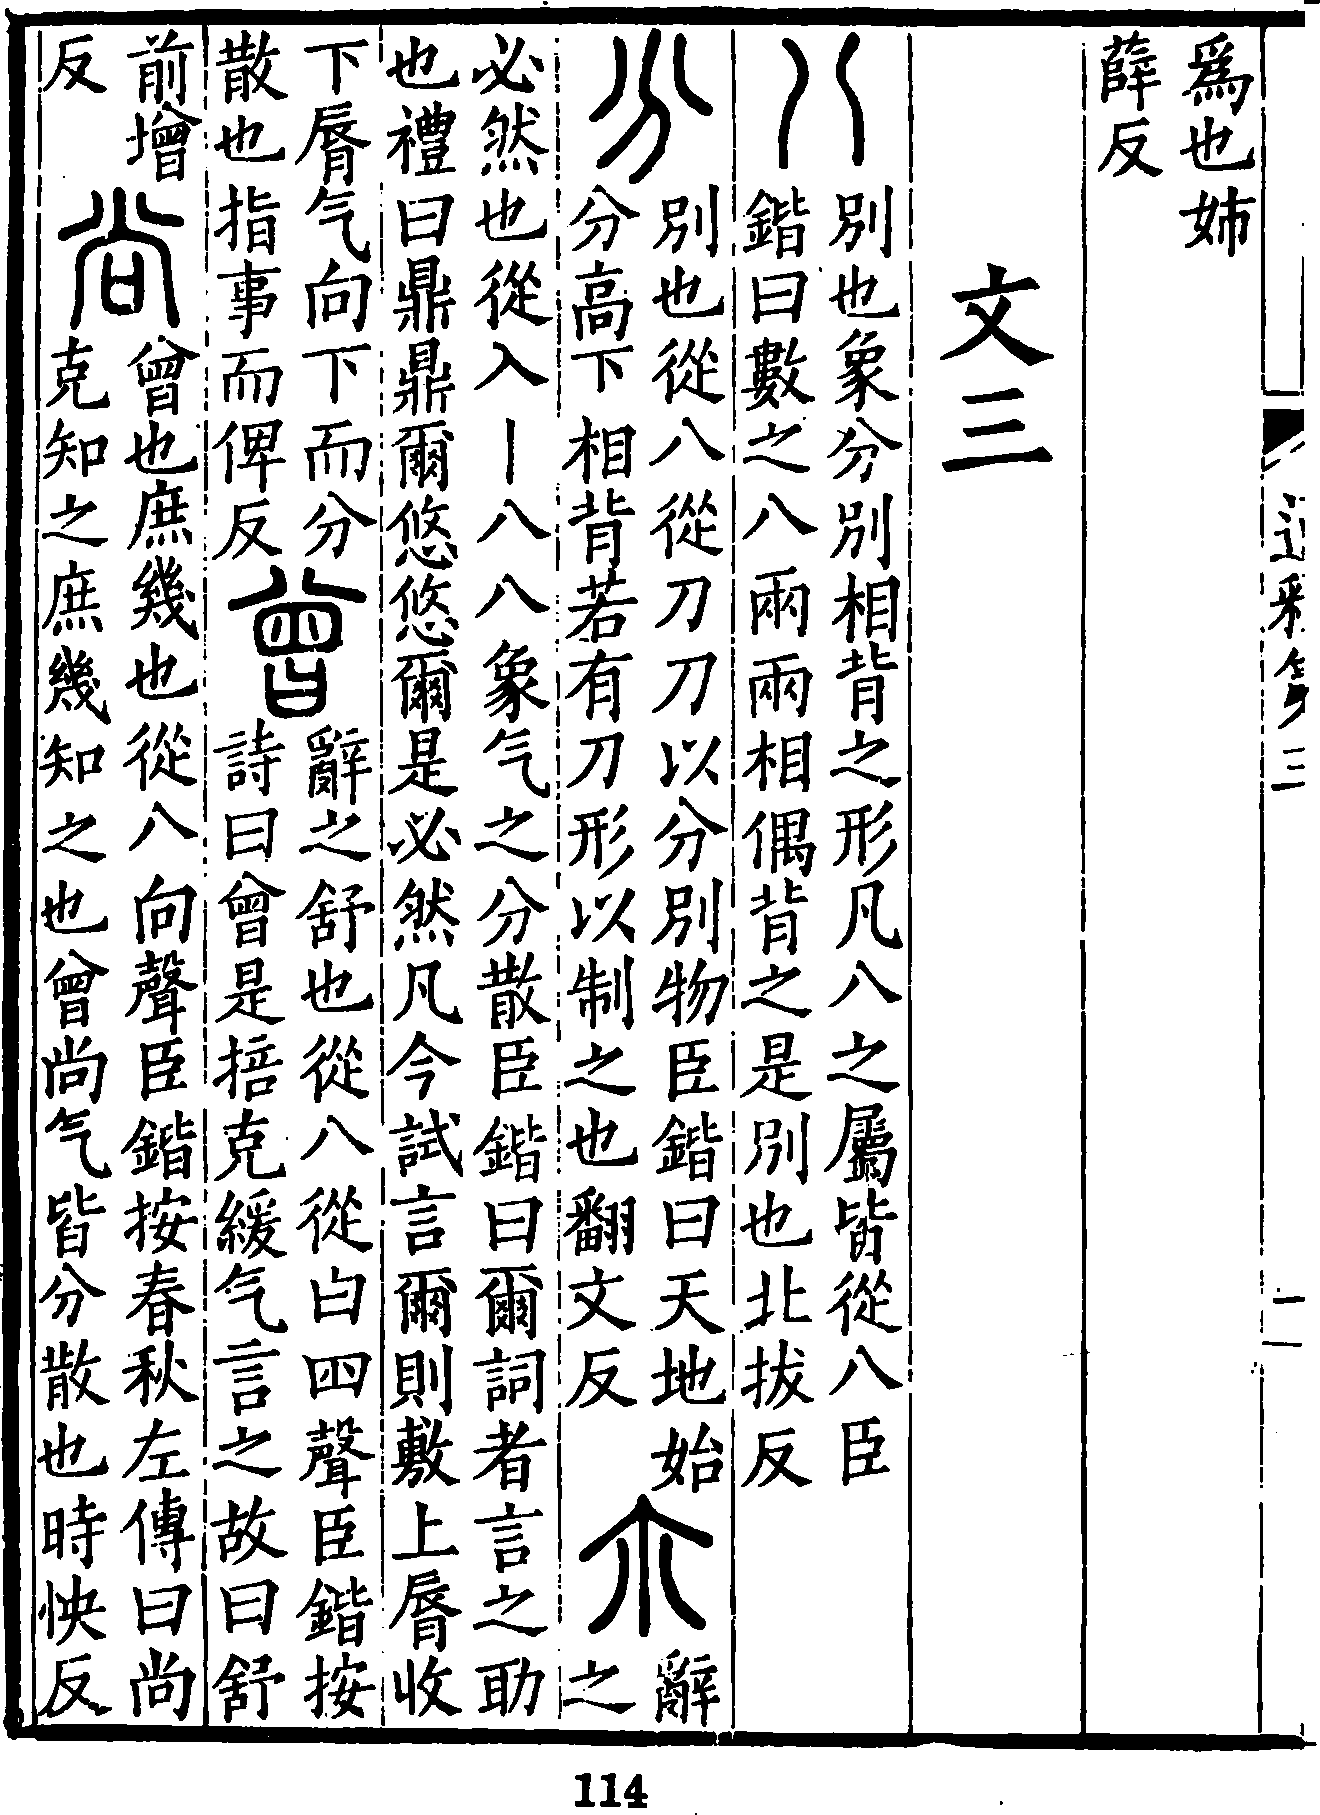 爲也姊
薛反
文三
八
別也象分別相背之形凡八之屬皆從八臣
鍇曰數之八兩兩相偶背之是別也北拔反
分
別也從八從刀刀以分別物臣鍇曰天地始
分高下相背若有刀形以制之也翻文反
尒
辭
之
必然也從入丨八八象气之分散臣鍇曰爾詞者言之助
也禮曰鼎鼎爾悠悠爾是必然凡今試言爾則敷上脣收
下脣气向下而分
散也指事而俾反
曾
辭之舒也從八從曰四聲臣鍇按
詩曰曾是掊克緩气言之故曰舒
前增
反
尚
曾也庶幾也從八向聲臣鍇按春秋左傳曰尚
克知之庶幾知之也曾尚气皆分散也時怏反
114